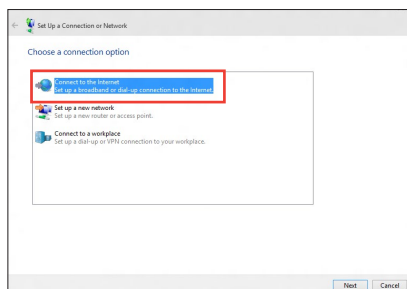 Set Up a Connection or Network
Choose a connection option
Connect to the Internet
Set up a broadband or dial-up connection to the Internet.
Set up a new network
Set up a new router or access point.
Connect to a workplace
Set up a dial-up or VPN connection to your workplace.
Next Cancel